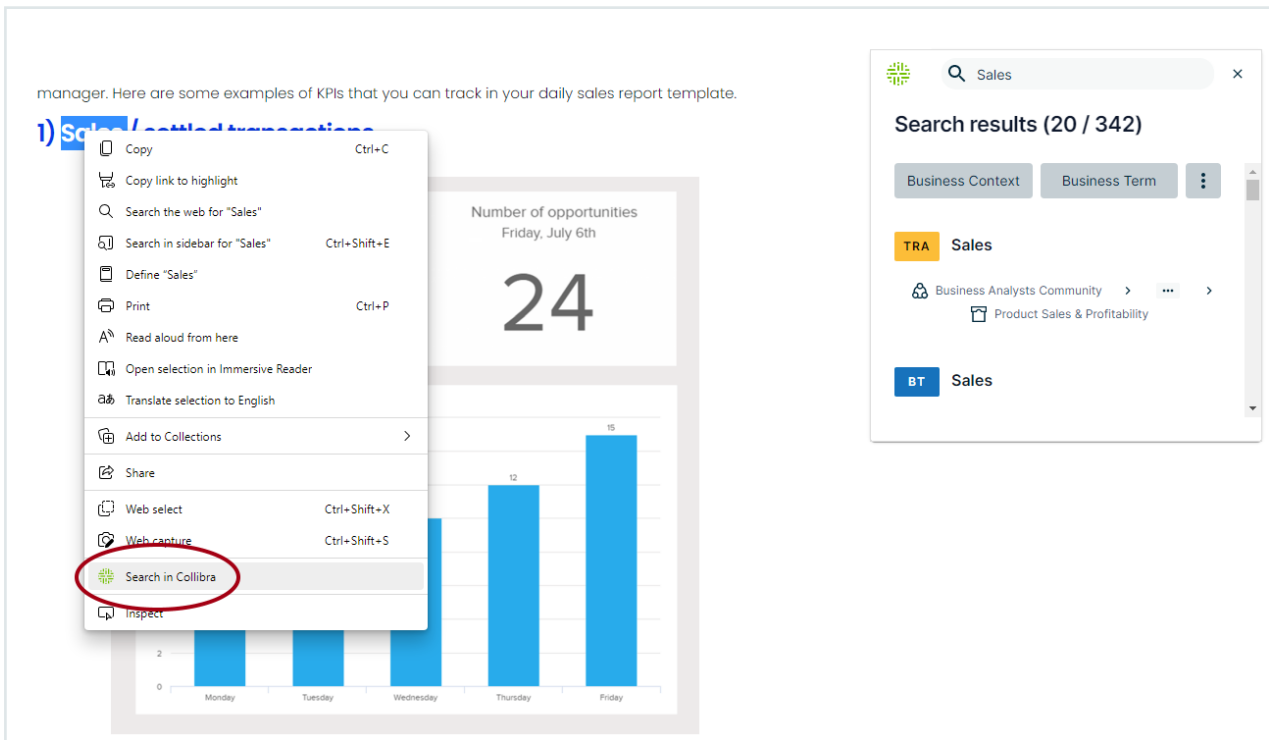 manager. Here are some examples of KPIs that you can track in your daily sales report template.
1) Sales / settled transactions
Copy Ctrl+C
Copy link to highlight
Search the web for "Sales"
Search in sidebar for "Sales" Ctrl+Shift+E
Define "Sales"
Print Ctrl+P
Read aloud from here
Open selection in Immersive Reader
Translate selection to English
Add to Collections
Share
Web select Ctrl+Shift+X
Web capture Ctrl+Shift+S
Search in Collibra
Inspect
Number of opportunities
Friday, July 6th
24
15
12
2
0
Monday Tuesday Wednesday Thursday Friday
Sales
Search results (20 / 342)
Business Context Business Term
TRA Sales
Business Analysts Community > ... >
Product Sales & Profitability
BT Sales